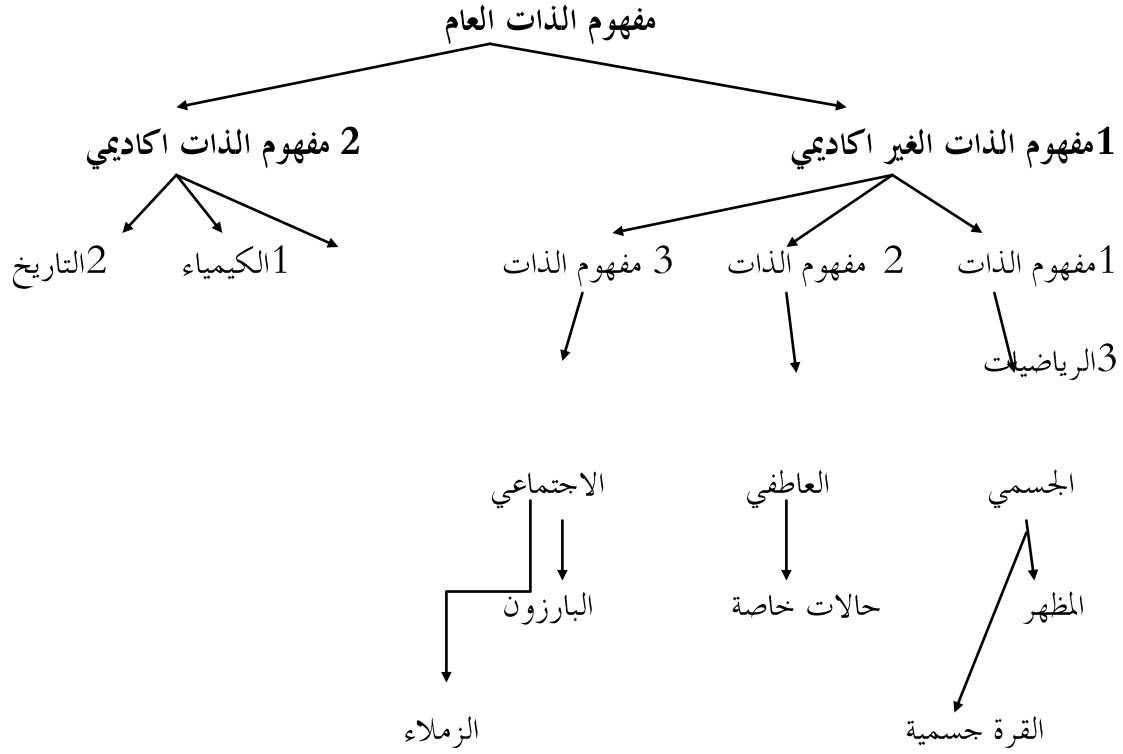 مفهوم الذات العام
1مفهوم الذات الغير اكاديمي
2 مفهوم الذات اكاديمي
1مفهوم الذات
2 مفهوم الذات
3 مفهوم الذات
1الكيمياء
2التاريخ
3الرياضيات
الجسمي
العاطفي
الاجتماعي
المظهر
حالات خاصة
البارزون
القرة جسمية
الزملاء